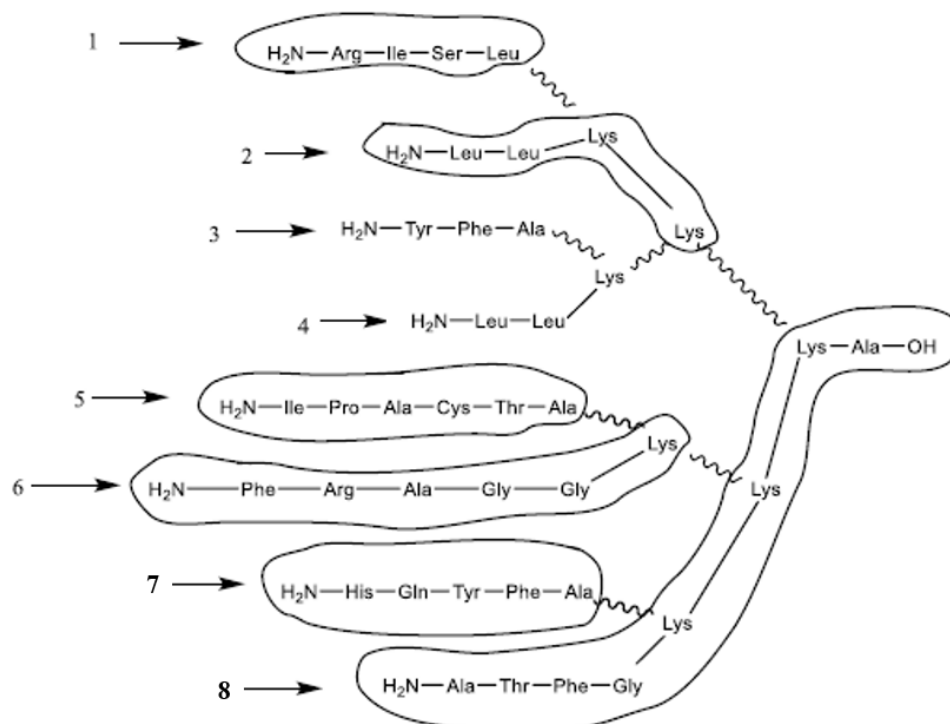 1 H₂N—Arg—Ile—Ser—Leu
Lys
2 H₂N—Leu—Leu
Lys
3 H₂N—Tyr—Phe—Ala
Lys
4 H₂N—Leu—Leu
Lys—Ala—OH
5 H₂N—Ile—Pro—Ala—Cys—Thr—Ala
Lys
6 H₂N—Phe—Arg—Ala—Gly—Gly
Lys
7 H₂N—His—Gln—Tyr—Phe—Ala
Lys
8 H₂N—Ala—Thr—Phe—Gly